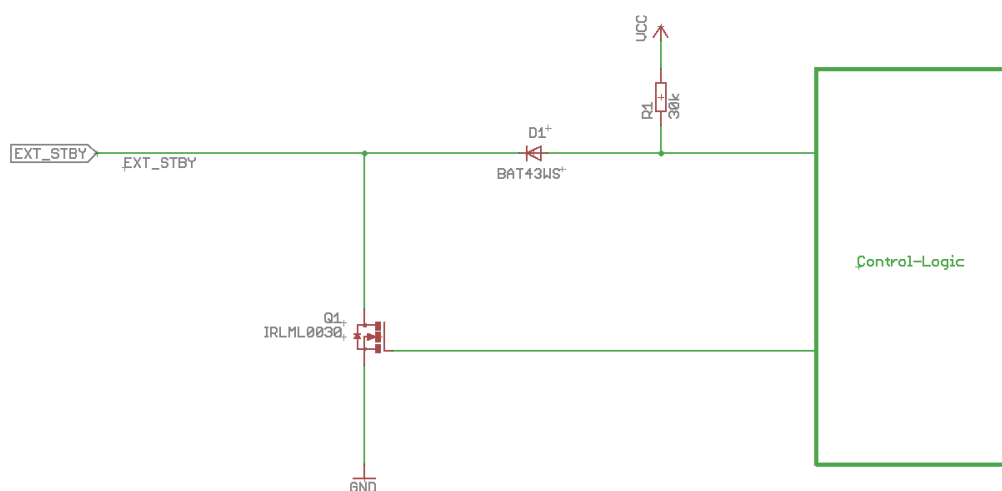 VCC
R1
30k
D1
EXT_STBY
EXT_STBY
BAT43WS
Control-Logic
Q1
IRLML0030
GND